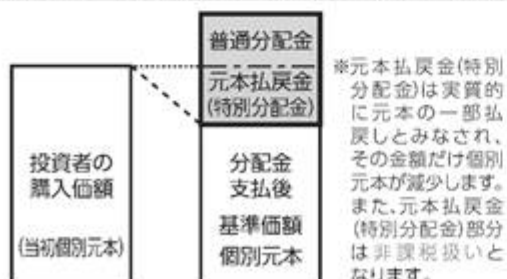 普通分配金
元本払戻金
(特別分配金)
投資者の
購入価額
(当初個別元本)
分配金
支払後
基準価額
個別元本
※元本払戻金(特別
分配金)は実質的
に元本の一部払
戻しとみなされ、
その金額だけ個別
元本が減少します。
また、元本払戻金
(特別分配金)部分
は非課税扱いと
なります。